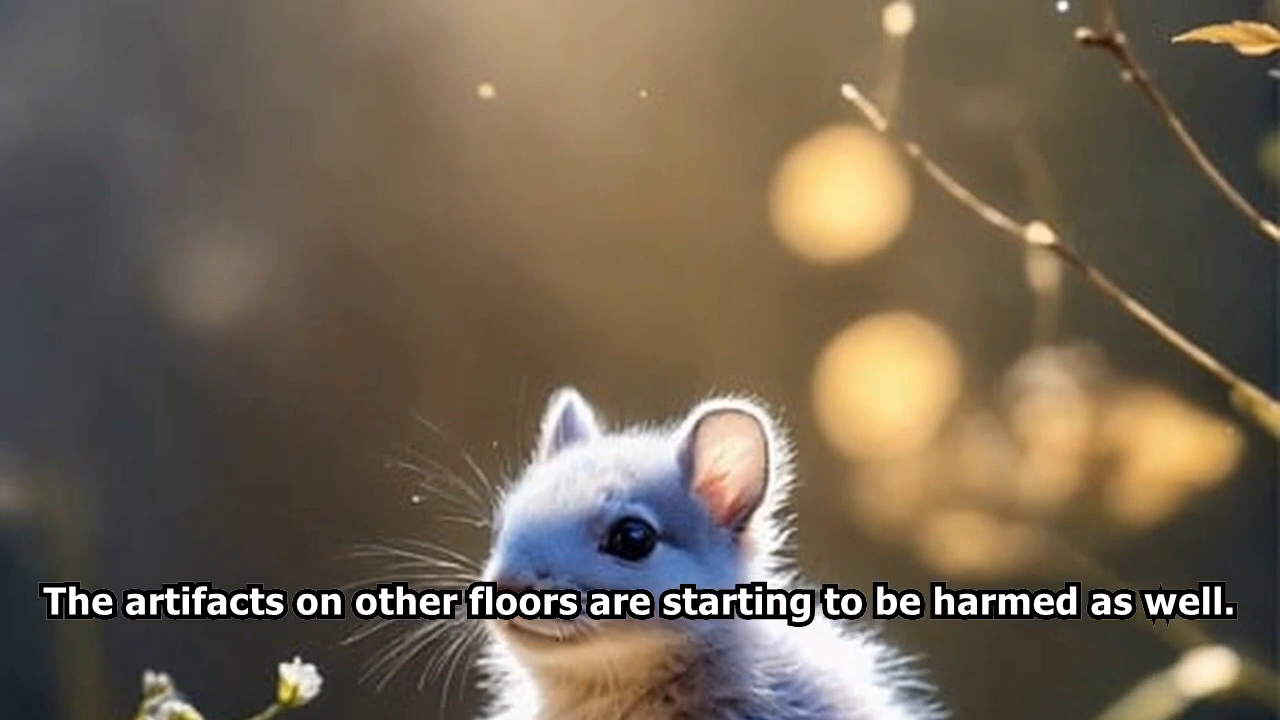 The artifacts on other floors are starting to be harmed as well.